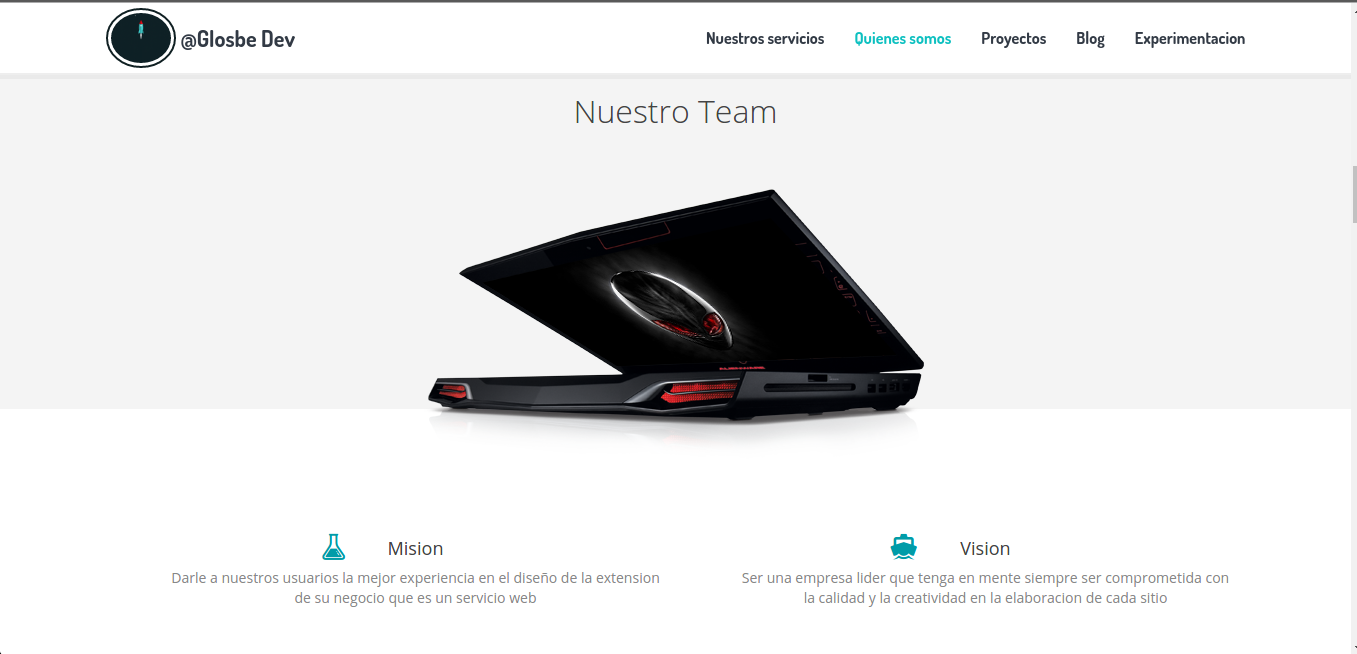 @Glosbe Dev
Nuestros servicios
Quienes somos
Proyectos
Blog
Experimentacion
Nuestro Team
ALIENWARE
Mision
Darle a nuestros usuarios la mejor experiencia en el diseño de la extension
de su negocio que es un servicio web
Vision
Ser una empresa lider que tenga en mente siempre ser comprometida con
la calidad y la creatividad en la elaboracion de cada sitio